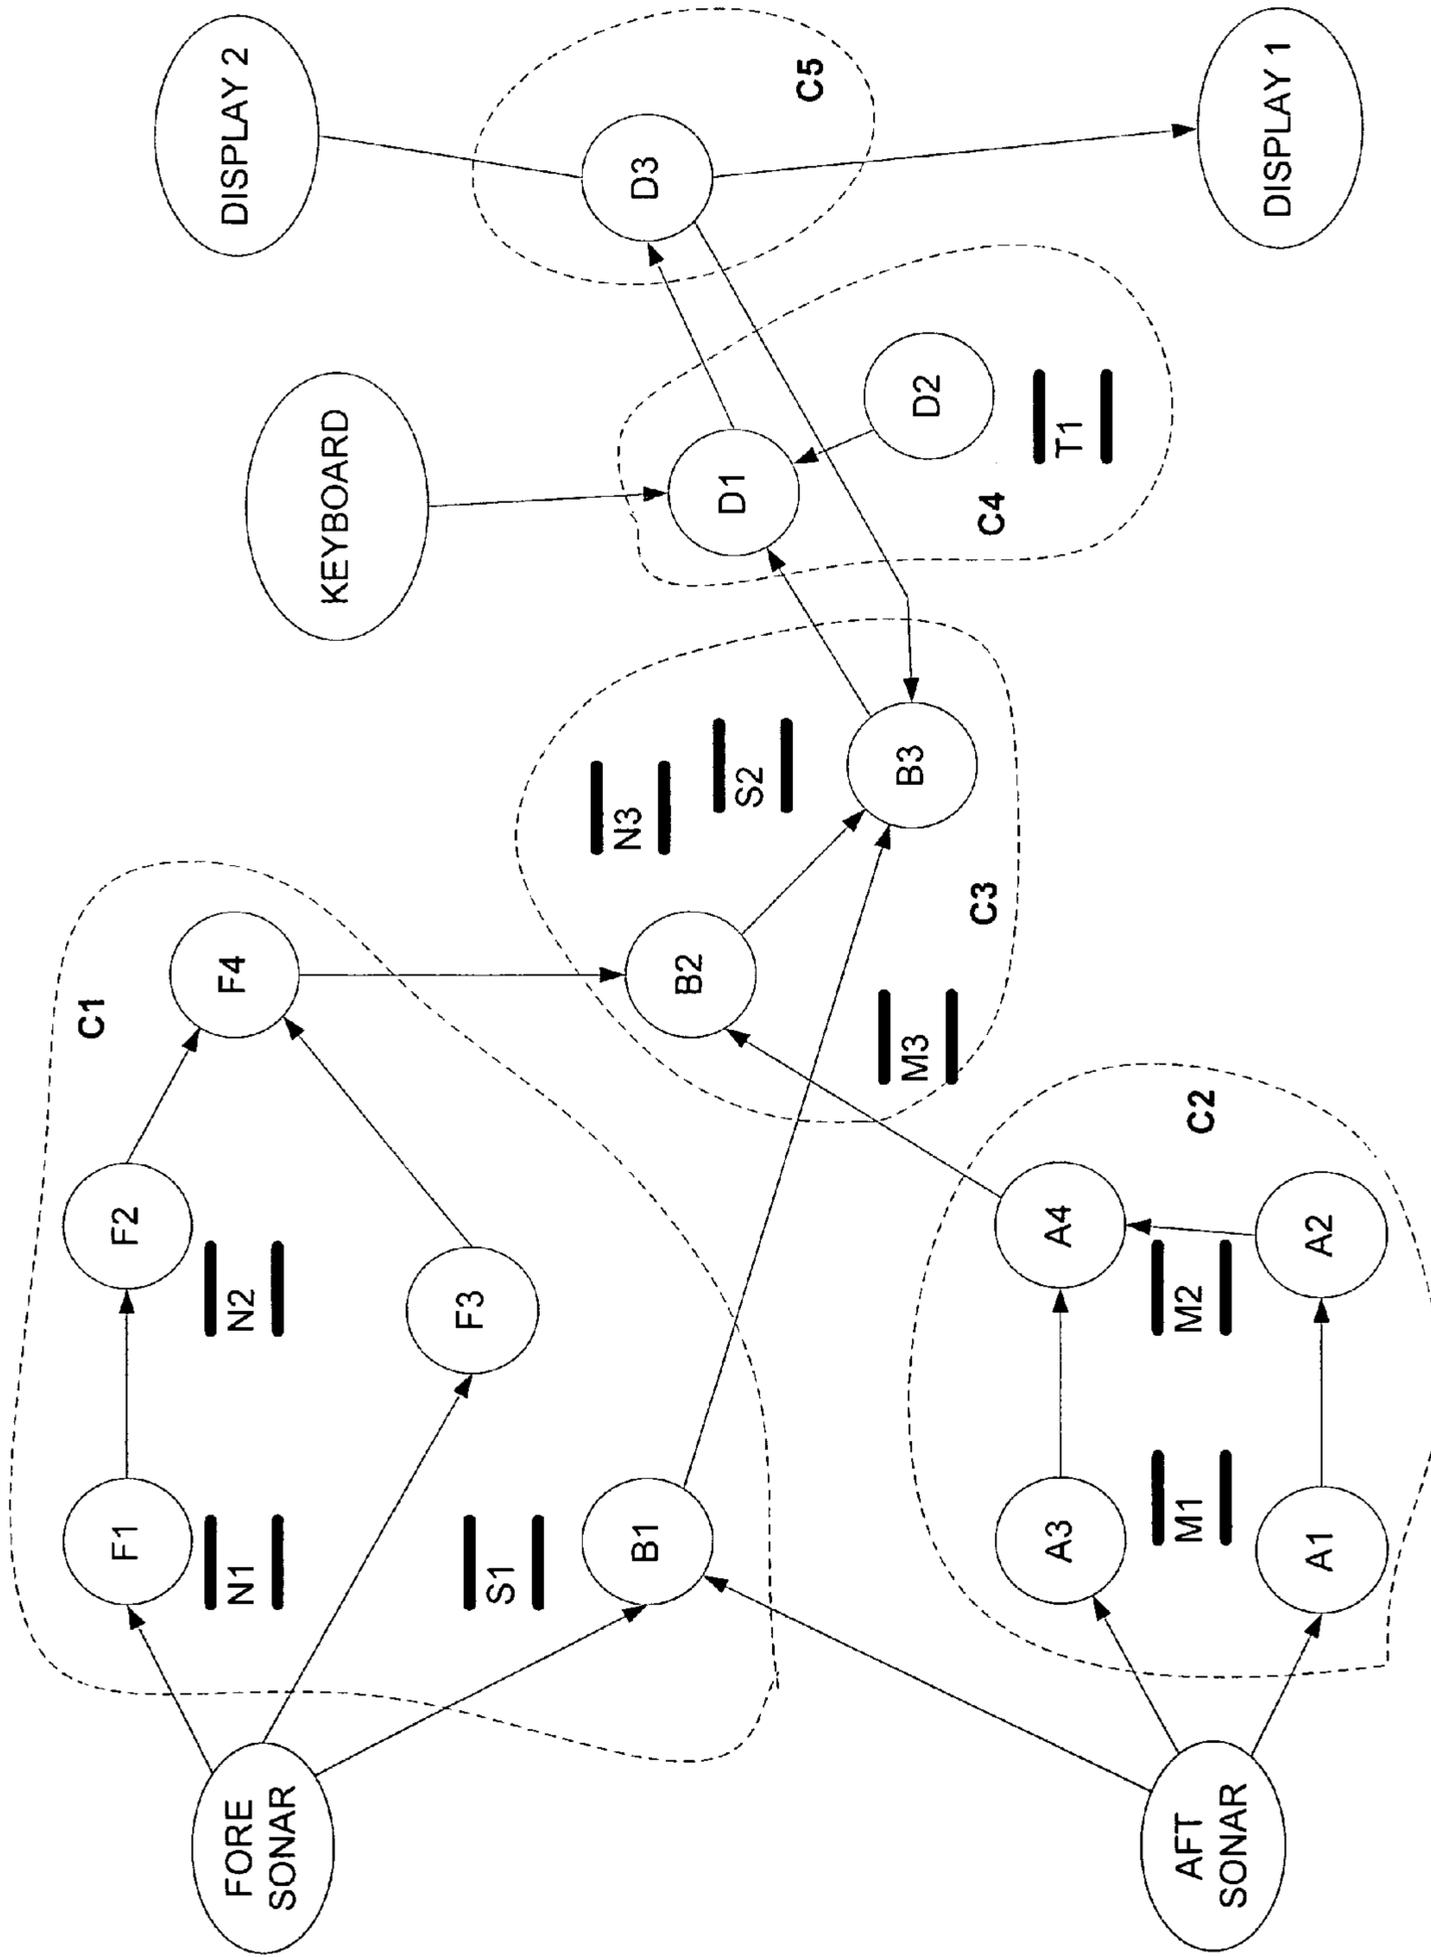 FORE
SONAR
F1
N1
F2
N2
F3
F4
C1
S1
B1
AFT
SONAR
A3
M1
A1
A4
M2
A2
C2
B2
M3
N3
S2
B3
C3
KEYBOARD
D1
D2
T1
C4
D3
C5
DISPLAY 2
DISPLAY 1